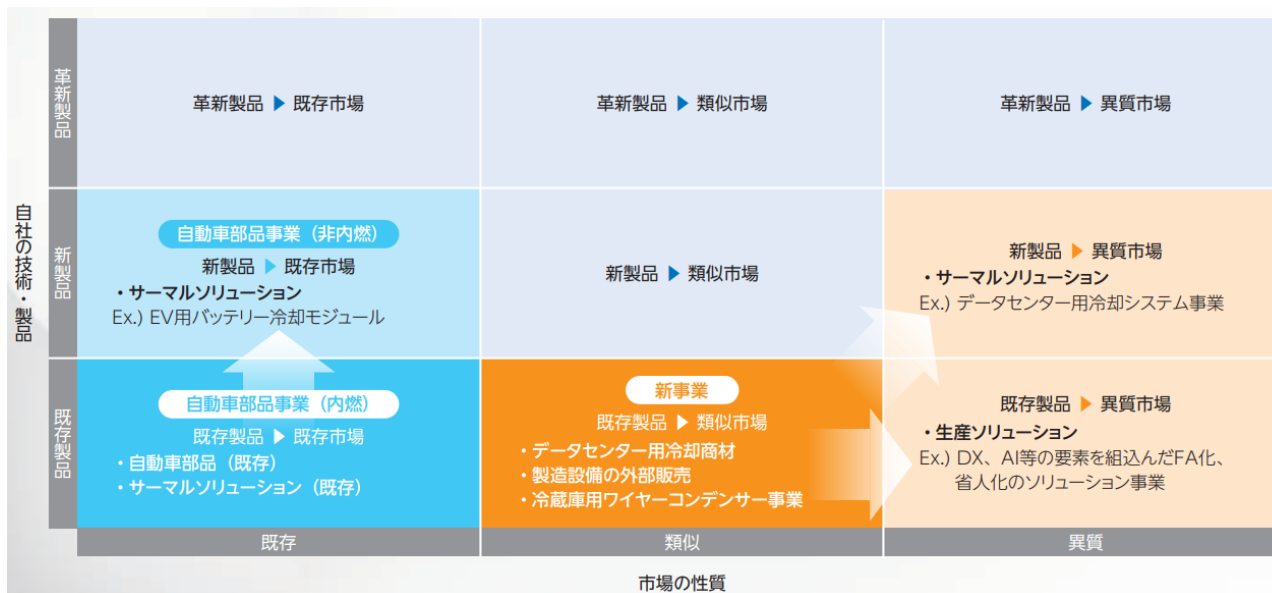 自社の技術・製品
革新製品
革新製品 ▶ 既存市場
革新製品 ▶ 類似市場
革新製品 ▶ 異質市場
新製品
自動車部品事業（非内燃）
新製品 ▶ 既存市場
・サーマルソリューション
Ex.) EV用バッテリー冷却モジュール
新製品 ▶ 類似市場
新製品 ▶ 異質市場
・サーマルソリューション
Ex.) データセンター用冷却システム事業
既存製品
自動車部品事業（内燃）
既存製品 ▶ 既存市場
・自動車部品（既存）
・サーマルソリューション（既存）
新事業
既存製品 ▶ 類似市場
・データセンター用冷却商材
・製造設備の外部販売
・冷蔵庫用ワイヤーコンデンサー事業
既存製品 ▶ 異質市場
・生産ソリューション
Ex.) DX、AI等の要素を組込んだFA化、
省人化のソリューション事業
既存
類似
異質
市場の性質